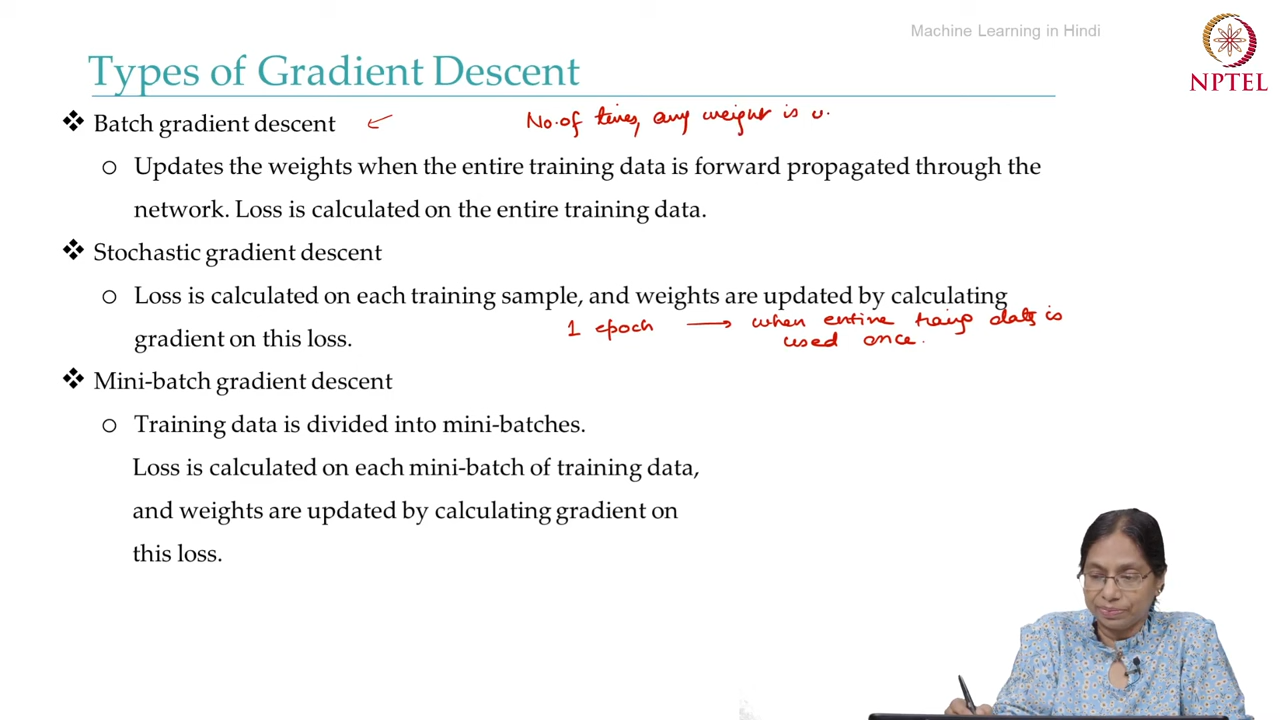 Machine Learning in Hindi
NPTEL
Types of Gradient Descent
❖ Batch gradient descent ←
No. of times, any weight is u.
o Updates the weights when the entire training data is forward propagated through the
network. Loss is calculated on the entire training data.
❖ Stochastic gradient descent
o Loss is calculated on each training sample, and weights are updated by calculating
gradient on this loss.
1 epoch → when entire data is
used once.
❖ Mini-batch gradient descent
o Training data is divided into mini-batches.
Loss is calculated on each mini-batch of training data,
and weights are updated by calculating gradient on
this loss.